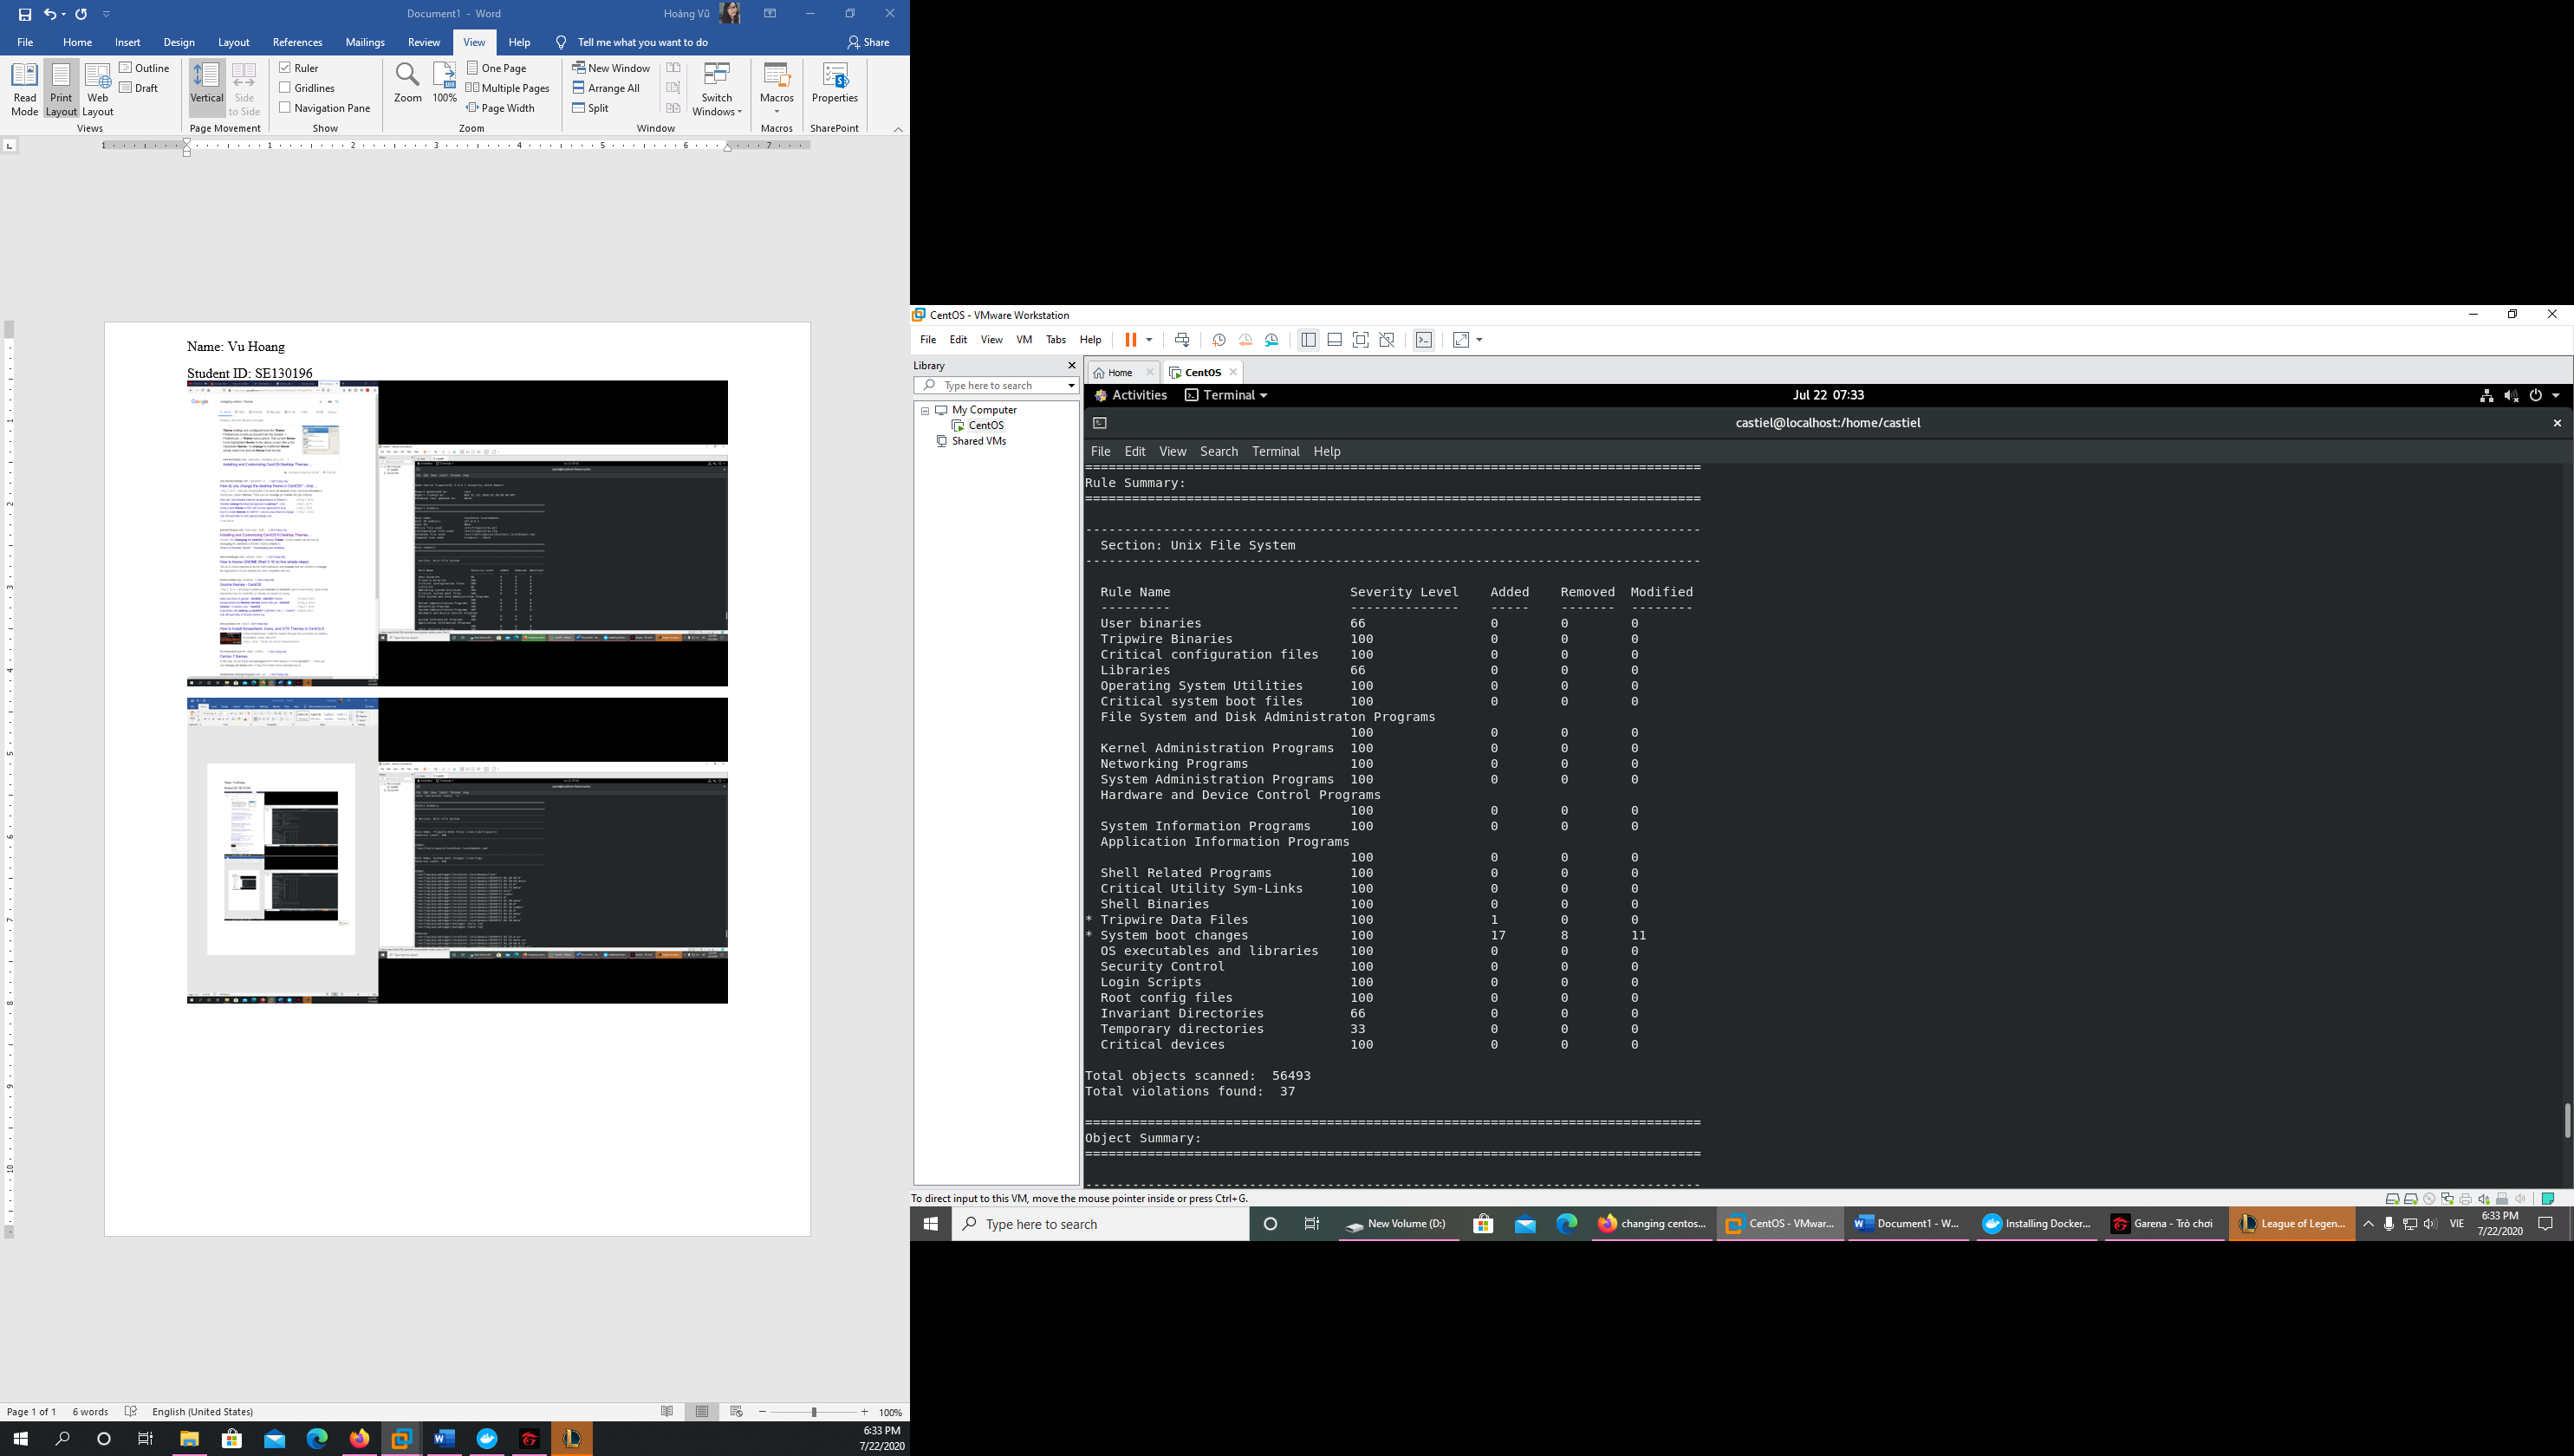 Document1 - Word
Hoàng Vũ
File Home Insert Design Layout References Mailings Review View Help Tell me what you want to do Share
Read Mode
Print Layout
Web Layout
Outline
Draft
Views
Vertical
Side to Side
Page Movement
Ruler
Gridlines
Navigation Pane
Show
Zoom
100%
One Page
Multiple Pages
Page Width
Zoom
New Window
Arrange All
Split
Switch Windows
Window
Macros
Macros
Properties
SharePoint
Name: Vu Hoang
Student ID: SE130196
Page 1 of 1 6 words English (United States) 100%
6:33 PM
7/22/2020
CentOS - VMware Workstation
File Edit View VM Tabs Help
Library
Type here to search
My Computer
CentOS
Shared VMs
Home CentOS
Activities Terminal Jul 22 07:33
castiel@localhost:/home/castiel
File Edit View Search Terminal Help
===============================================================================
Rule Summary:
===============================================================================
-------------------------------------------------------------------------------
Section: Unix File System
-------------------------------------------------------------------------------
Rule Name Severity Level Added Removed Modified
--------- -------------- ----- ------- --------
User binaries 66 0 0 0
Tripwire Binaries 100 0 0 0
Critical configuration files 100 0 0 0
Libraries 66 0 0 0
Operating System Utilities 100 0 0 0
Critical system boot files 100 0 0 0
File System and Disk Administraton Programs
100 0 0 0
Kernel Administration Programs 100 0 0 0
Networking Programs 100 0 0 0
System Administration Programs 100 0 0 0
Hardware and Device Control Programs
100 0 0 0
System Information Programs 100 0 0 0
Application Information Programs
100 0 0 0
Shell Related Programs 100 0 0 0
Critical Utility Sym-Links 100 0 0 0
Shell Binaries 100 0 0 0
* Tripwire Data Files 100 1 0 0
* System boot changes 100 17 8 11
OS executables and libraries 100 0 0 0
Security Control 100 0 0 0
Login Scripts 100 0 0 0
Root config files 100 0 0 0
Invariant Directories 66 0 0 0
Temporary directories 33 0 0 0
Critical devices 100 0 0 0
Total objects scanned: 56493
Total violations found: 37
===============================================================================
Object Summary:
===============================================================================
-------------------------------------------------------------------------------
To direct input to this VM, move the mouse pointer inside or press Ctrl+G.
Type here to search New Volume (D:) changing centos... CentOS - VMwar... Document1 - W... Installing Docker... Garena - Trò chơi League of Legen... VIE
6:33 PM
7/22/2020